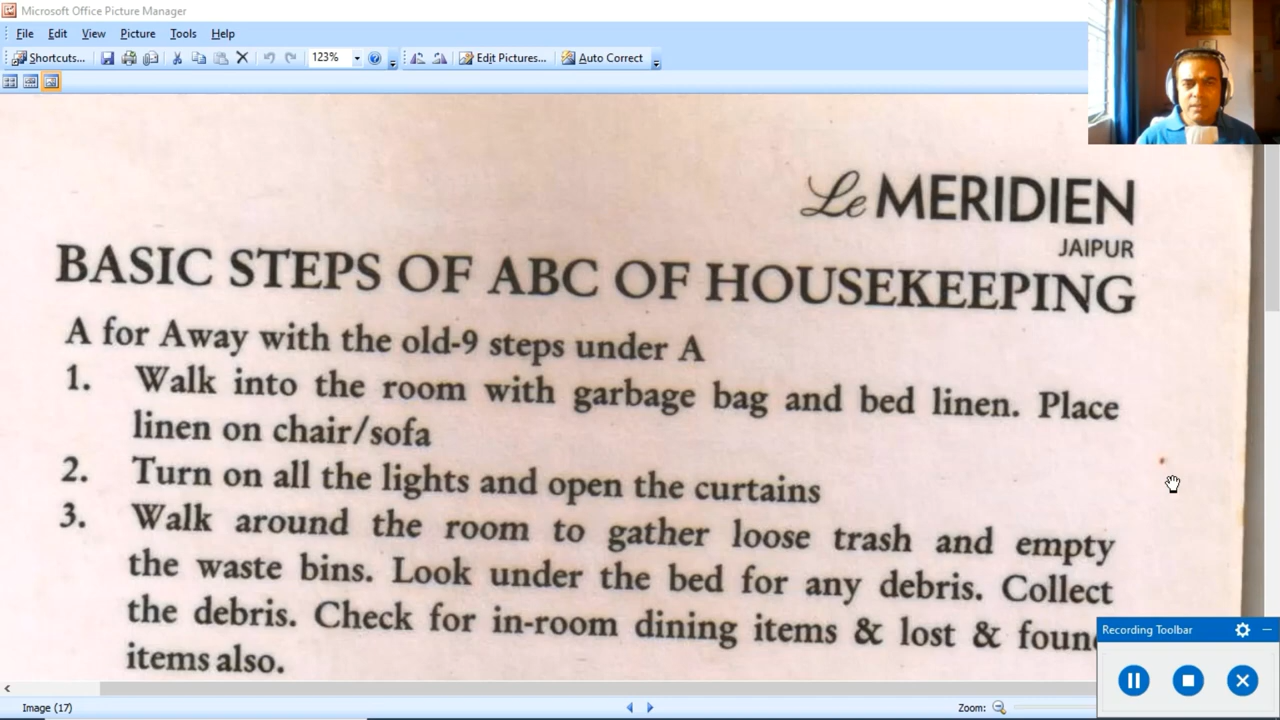 Microsoft Office Picture Manager
File Edit View Picture Tools Help
Shortcuts... 123% Edit Pictures... Auto Correct
Le MERIDIEN
JAIPUR
BASIC STEPS OF ABC OF HOUSEKEEPING
A for Away with the old-9 steps under A
1. Walk into the room with garbage bag and bed linen. Place
linen on chair/sofa
2. Turn on all the lights and open the curtains
3. Walk around the room to gather loose trash and empty
the waste bins. Look under the bed for any debris. Collect
the debris. Check for in-room dining items & lost & foun
items also.
Recording Toolbar
Image (17) Zoom: